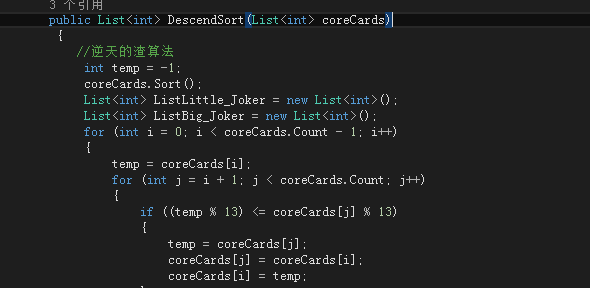 3 个引用
public List<int> DescendSort(List<int> coreCards)
{
//逆天的渣算法
int temp = -1;
coreCards.Sort();
List<int> ListLittle_Joker = new List<int>();
List<int> ListBig_Joker = new List<int>();
for (int i = 0; i < coreCards.Count - 1; i++)
{
temp = coreCards[i];
for (int j = i + 1; j < coreCards.Count; j++)
{
if ((temp % 13) <= coreCards[j] % 13)
{
temp = coreCards[j];
coreCards[j] = coreCards[i];
coreCards[i] = temp;